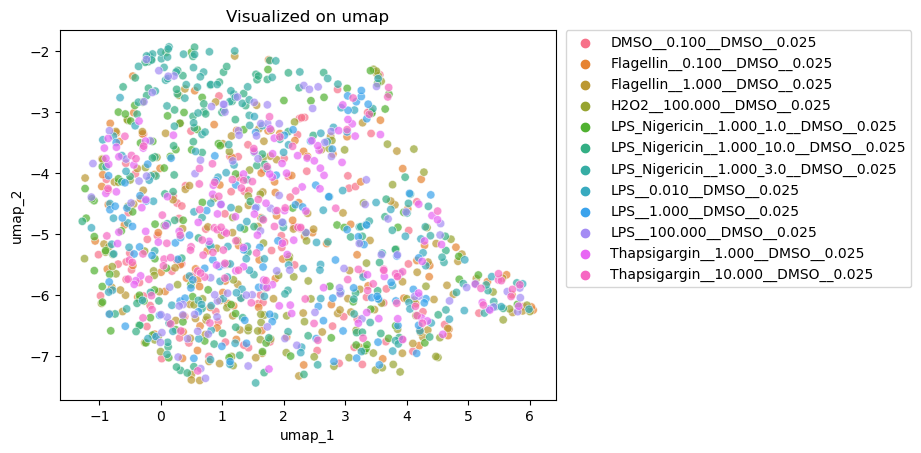 Visualized on umap
−2
−3
−4
−5
−6
−7
umap_2
−1
0
1
2
3
4
5
6
umap_1
DMSO__0.100__DMSO__0.025
Flagellin__0.100__DMSO__0.025
Flagellin__1.000__DMSO__0.025
H2O2__100.000__DMSO__0.025
LPS_Nigericin__1.000_1.0__DMSO__0.025
LPS_Nigericin__1.000_10.0__DMSO__0.025
LPS_Nigericin__1.000_3.0__DMSO__0.025
LPS__0.010__DMSO__0.025
LPS__1.000__DMSO__0.025
LPS__100.000__DMSO__0.025
Thapsigargin__1.000__DMSO__0.025
Thapsigargin__10.000__DMSO__0.025